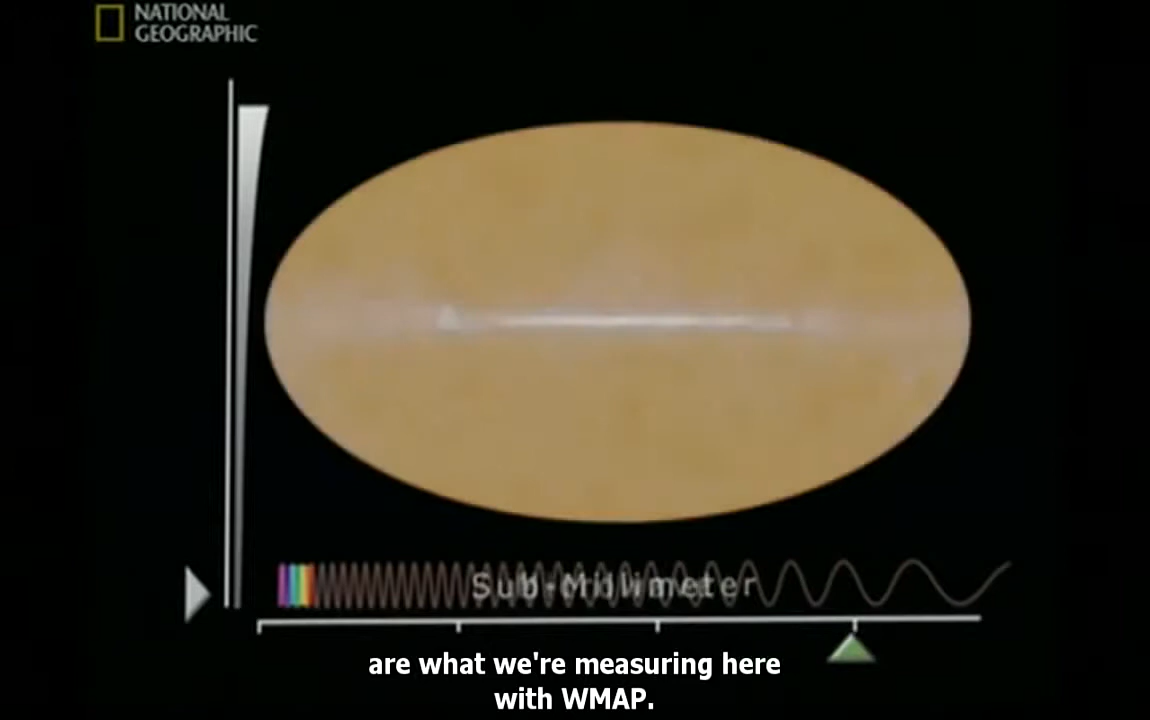 NATIONAL
GEOGRAPHIC
Sub-Millimeter
are what we're measuring here
with WMAP.